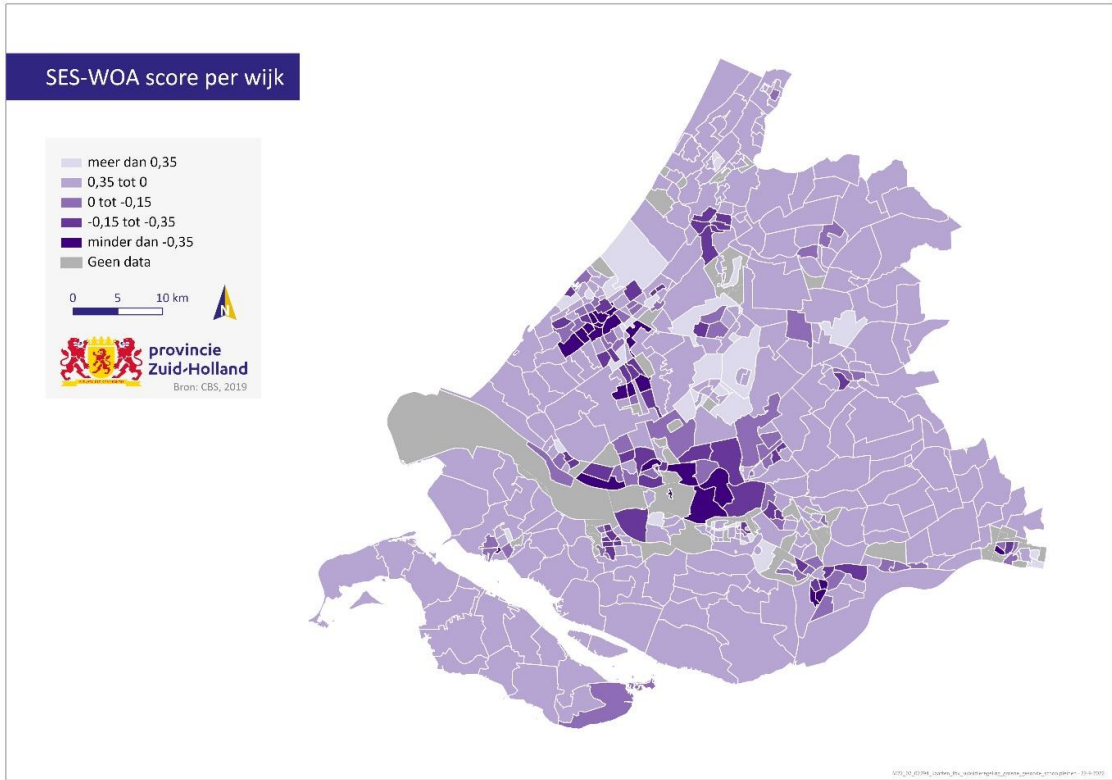 SES-WOA score per wijk
meer dan 0,35
0,35 tot 0
0 tot -0,15
-0,15 tot -0,35
minder dan -0,35
Geen data
0 5 10 km
N
provincie
Zuid-Holland
Bron: CBS, 2019